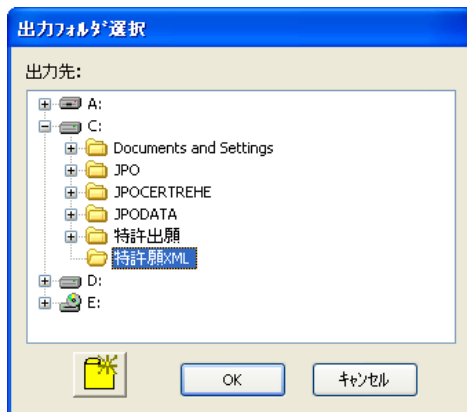 出力ﾌｫﾙﾀﾞ選択
出力先:
A:
C:
Documents and Settings
JPO
JPOCERTREHE
JPODATA
特許出願
特許願XML
D:
E:
OK
ｷｬﾝｾﾙ